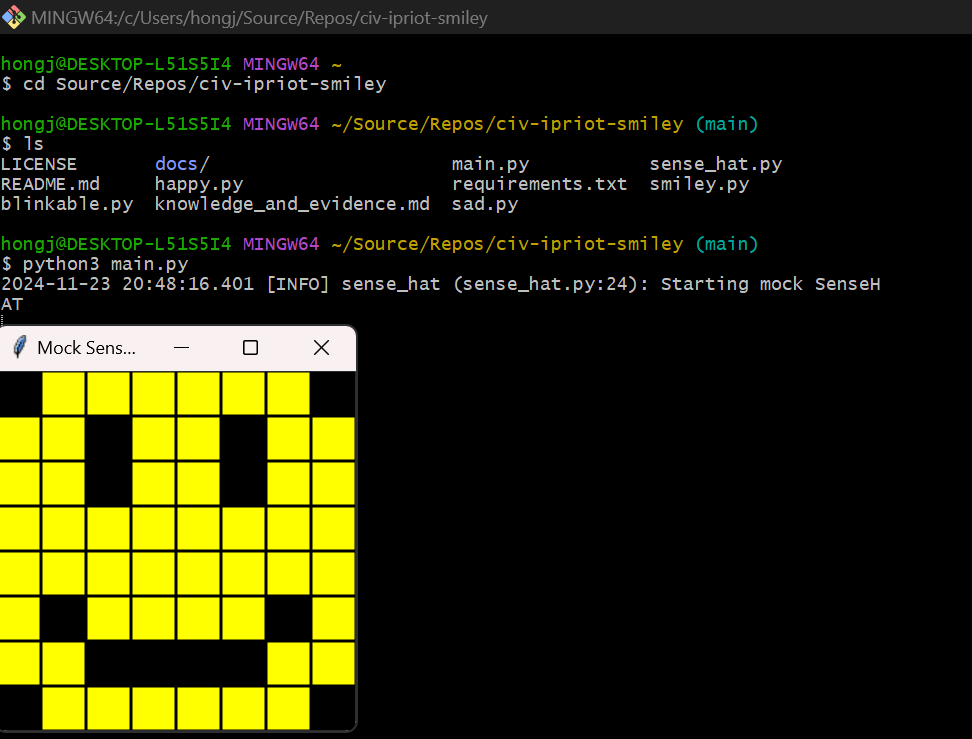 MINGW64:/c/Users/hongj/Source/Repos/civ-ipriot-smiley
hongj@DESKTOP-L51S5I4 MINGW64 ~
$ cd Source/Repos/civ-ipriot-smiley
hongj@DESKTOP-L51S5I4 MINGW64 ~/Source/Repos/civ-ipriot-smiley (main)
$ ls
LICENSE docs/ main.py sense_hat.py
README.md happy.py requirements.txt smiley.py
blinkable.py knowledge_and_evidence.md sad.py
hongj@DESKTOP-L51S5I4 MINGW64 ~/Source/Repos/civ-ipriot-smiley (main)
$ python3 main.py
2024-11-23 20:48:16.401 [INFO] sense_hat (sense_hat.py:24): Starting mock SenseH
AT
Mock Sens...